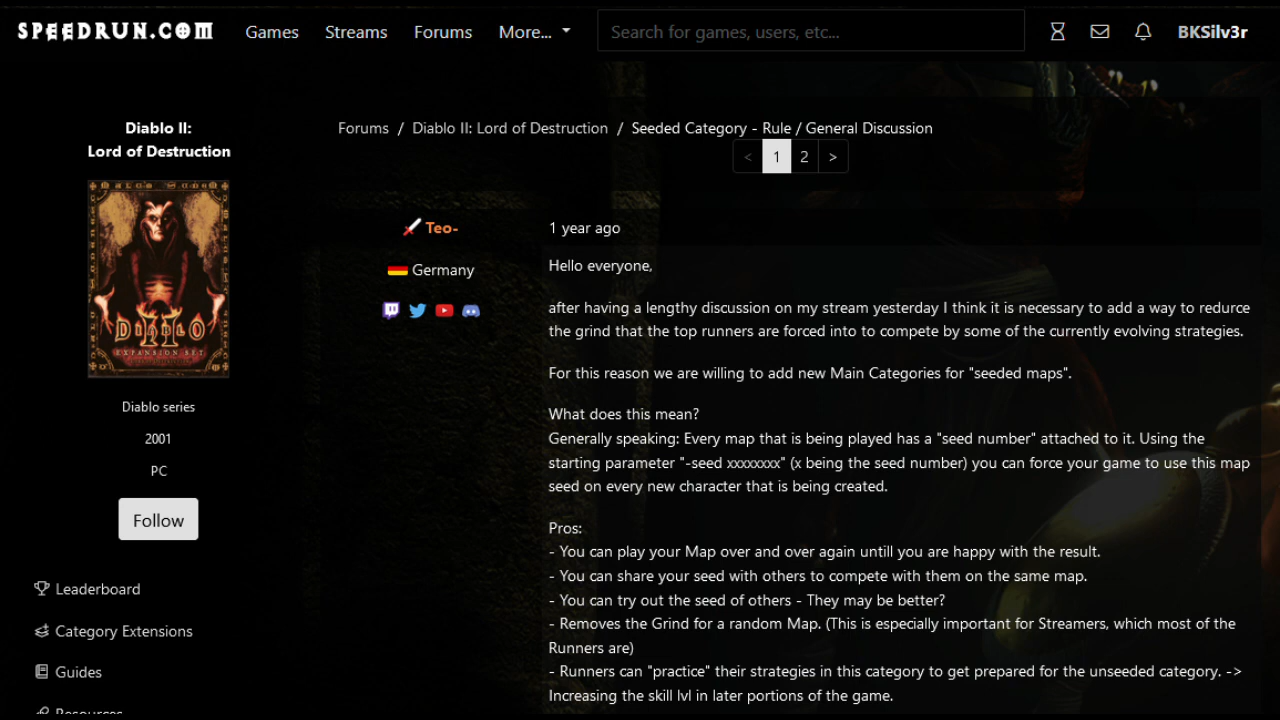 SPEEDRUN.COM Games Streams Forums More... Search for games, users, etc... BKSilv3r
Diablo II:
Lord of Destruction
DIABLO
II
EXPANSION SET
Diablo series
2001
PC
Follow
Leaderboard
Category Extensions
Guides
Resources
Forums / Diablo II: Lord of Destruction / Seeded Category - Rule / General Discussion
< 1 2 >
Teo-
Germany
1 year ago
Hello everyone,
after having a lengthy discussion on my stream yesterday I think it is necessary to add a way to redurce
the grind that the top runners are forced into to compete by some of the currently evolving strategies.
For this reason we are willing to add new Main Categories for "seeded maps".
What does this mean?
Generally speaking: Every map that is being played has a "seed number" attached to it. Using the
starting parameter "-seed xxxxxxxx" (x being the seed number) you can force your game to use this map
seed on every new character that is being created.
Pros:
- You can play your Map over and over again untill you are happy with the result.
- You can share your seed with others to compete with them on the same map.
- You can try out the seed of others - They may be better?
- Removes the Grind for a random Map. (This is especially important for Streamers, which most of the
Runners are)
- Runners can "practice" their strategies in this category to get prepared for the unseeded category. ->
Increasing the skill lvl in later portions of the game.